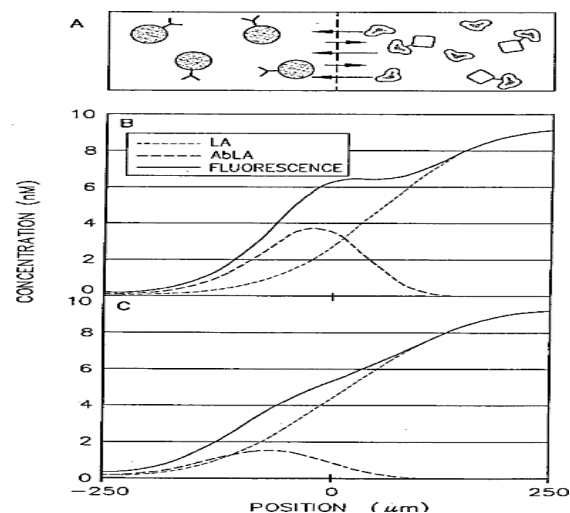 A
B
LA
AbLA
FLUORESCENCE
10
8
6
4
2
0
CONCENTRATION (nM)
C
10
8
6
4
2
0
-250
0
250
POSITION (µm)